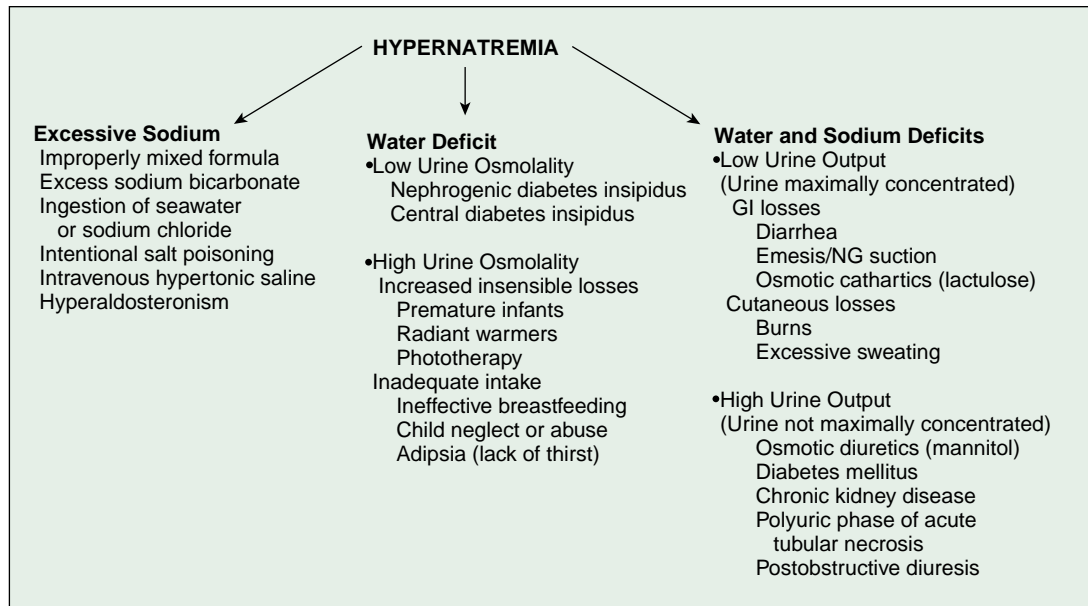 HYPERNATREMIA
Excessive Sodium
Improperly mixed formula
Excess sodium bicarbonate
Ingestion of seawater
or sodium chloride
Intentional salt poisoning
Intravenous hypertonic saline
Hyperaldosteronism
Water Deficit
•Low Urine Osmolality
Nephrogenic diabetes insipidus
Central diabetes insipidus
•High Urine Osmolality
Increased insensible losses
Premature infants
Radiant warmers
Phototherapy
Inadequate intake
Ineffective breastfeeding
Child neglect or abuse
Adipsia (lack of thirst)
Water and Sodium Deficits
•Low Urine Output
(Urine maximally concentrated)
GI losses
Diarrhea
Emesis/NG suction
Osmotic cathartics (lactulose)
Cutaneous losses
Burns
Excessive sweating
•High Urine Output
(Urine not maximally concentrated)
Osmotic diuretics (mannitol)
Diabetes mellitus
Chronic kidney disease
Polyuric phase of acute
tubular necrosis
Postobstructive diuresis